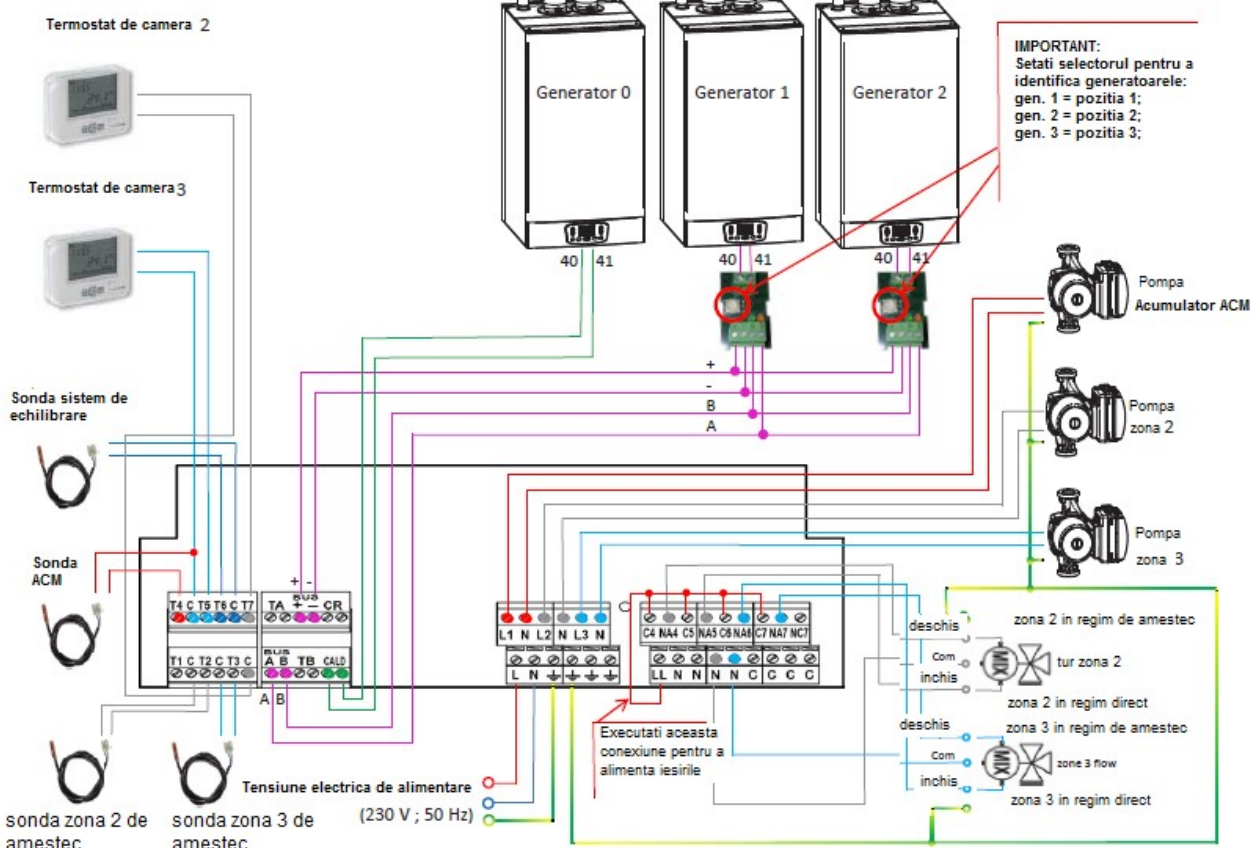 Termostat de camera 2
Termostat de camera 3
Generator 0
Generator 1
Generator 2
IMPORTANT:
Setati selectorul pentru a
identifica generatoarele:
gen. 1 = pozitia 1;
gen. 2 = pozitia 2;
gen. 3 = pozitia 3;
40 41
40 41
40 41
Pompa
Acumulator ACM
+
-
B
A
Sonda sistem de
echilibrare
Pompa
zona 2
Pompa
zona 3
Sonda
ACM
+ -
T4 C T5 T6 C T7
TA BUS + - CR
T1 C T2 C T3 C
BUS A B TB CALD
A B
L1 N L2 N L3 N
L N
C4 NA4 C5 NA5 C6 NA6 C7 NA7 NC7
LL N N N N C C C C
deschis
Com
inchis
MIX
zona 2 in regim de amestec
tur zona 2
zona 2 in regim direct
deschis
Com
inchis
MIX
zona 3 in regim de amestec
zone 3 flow
zona 3 in regim direct
Executati aceasta
conexiune pentru a
alimenta iesirile
Tensiune electrica de alimentare
(230 V ; 50 Hz)
sonda zona 2 de
amestec
sonda zona 3 de
amestec